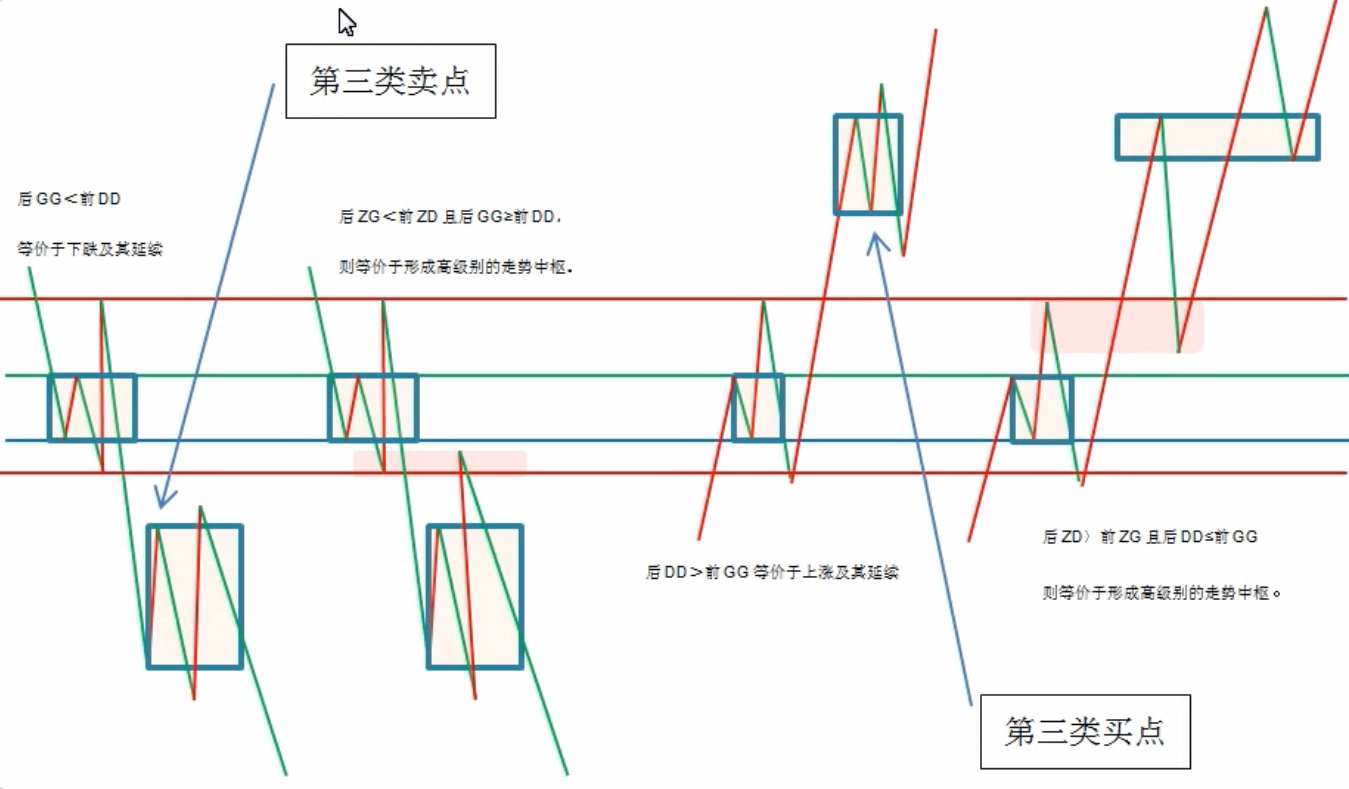 第三类卖点
后GG＜前DD
等价于下跌及其延续
后ZG＜前ZD 且后GG≥前DD.
则等价于形成高级别的走势中枢.
后DD＞前GG 等价于上涨及其延续
后ZD〉前ZG 且后DD≤前GG
则等价于形成高级别的走势中枢。
第三类买点